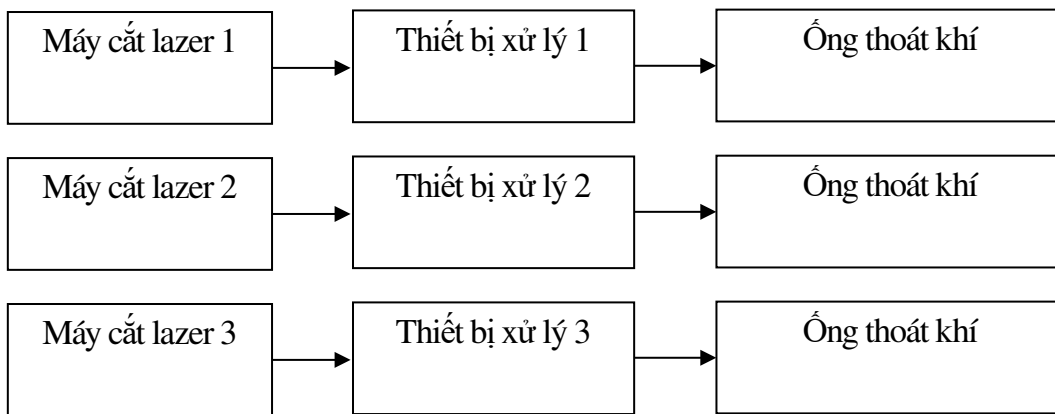 Máy cắt lazer 1
Thiết bị xử lý 1
Ống thoát khí
Máy cắt lazer 2
Thiết bị xử lý 2
Ống thoát khí
Máy cắt lazer 3
Thiết bị xử lý 3
Ống thoát khí